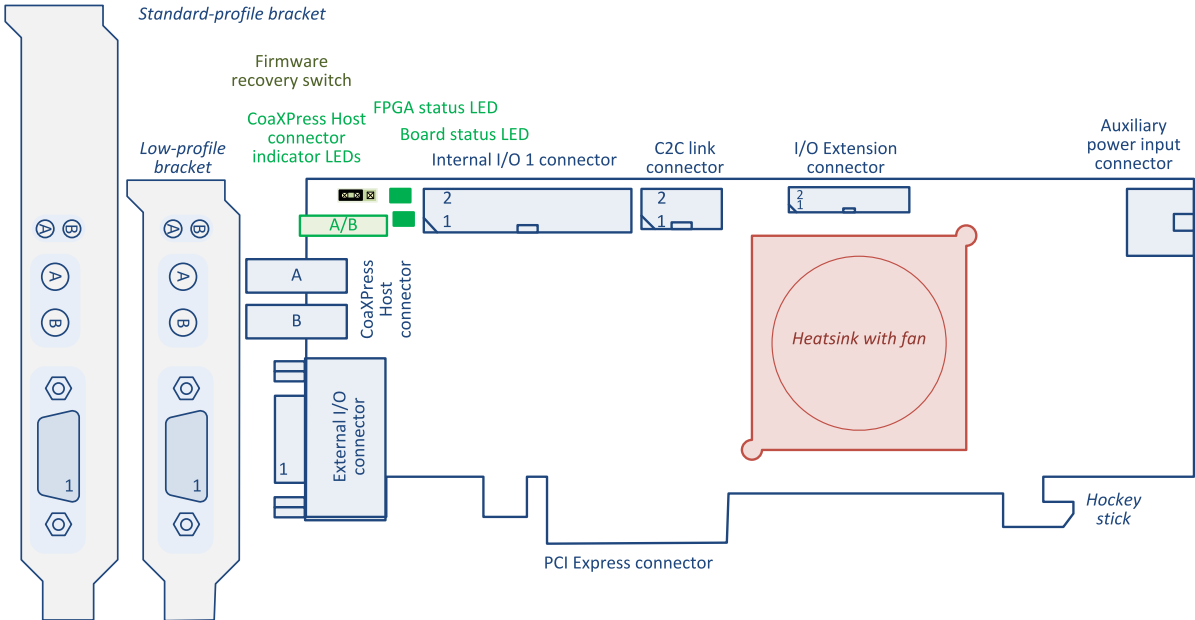 Standard-profile bracket
Firmware
recovery switch
FPGA status LED
CoaXPress Host
connector
indicator LEDs
Board status LED
Low-profile
bracket
Internal I/O 1 connector
C2C link
connector
I/O Extension
connector
Auxiliary
power input
connector
2
1
2
1
2
1
A/B
A B
A B
A
B
A
B
A
B
CoaXPress
Host
connector
Heatsink with fan
External I/O
connector
1
1
1
Hockey
stick
PCI Express connector